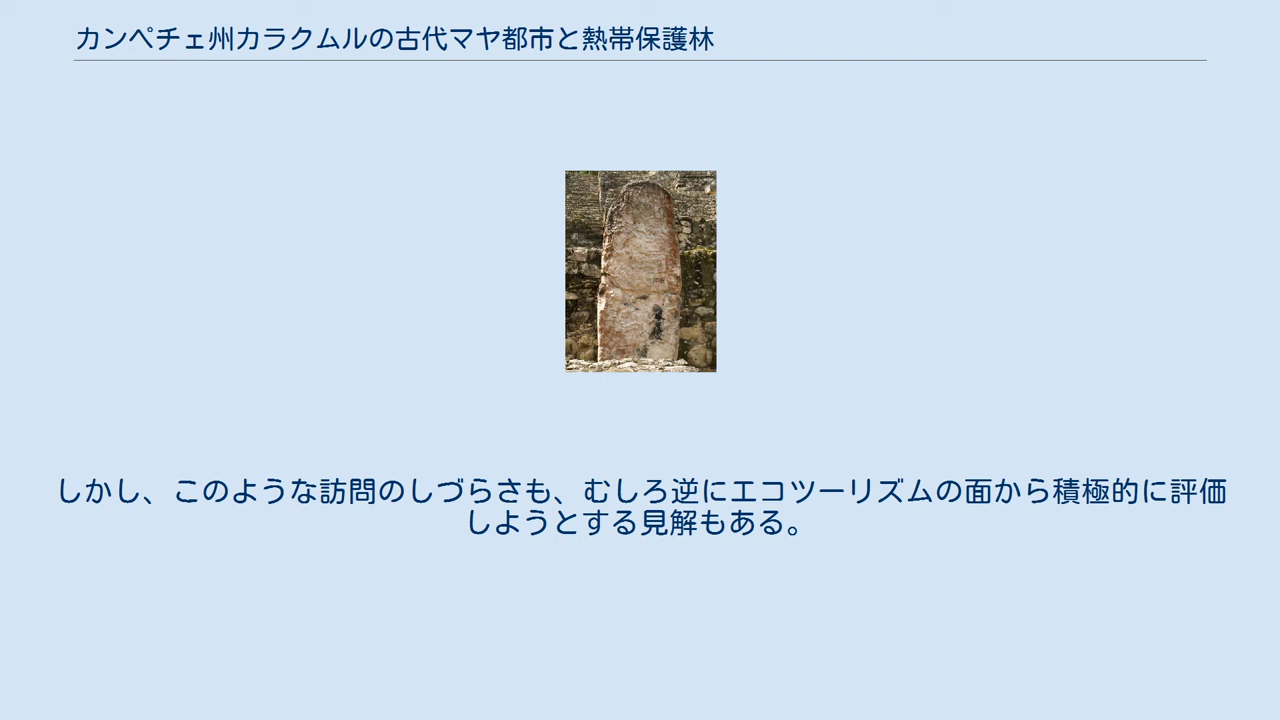 カンペチェ州カラクムルの古代マヤ都市と熱帯保護林
しかし、このような訪問のしづらさも、むしろ逆にエコツーリズムの面から積極的に評価
しようとする見解もある。